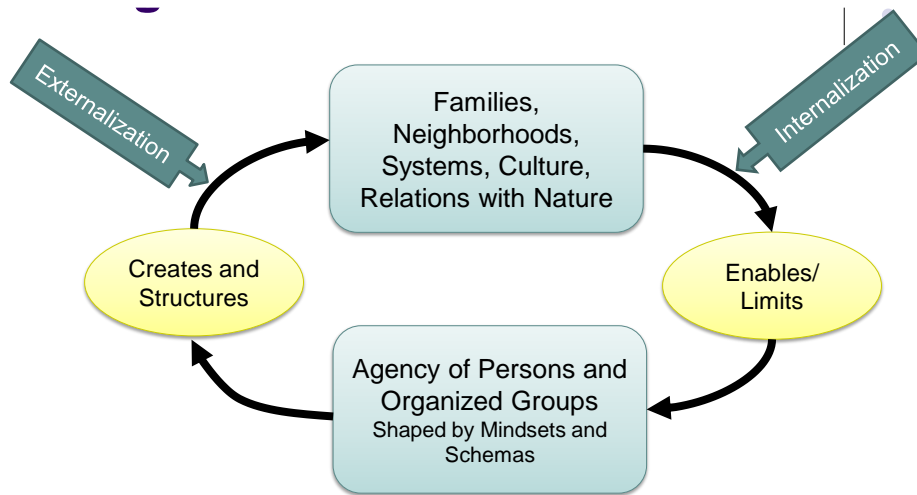 Externalization
Families,
Neighborhoods,
Systems, Culture,
Relations with Nature
Internalization
Creates and
Structures
Enables/
Limits
Agency of Persons and
Organized Groups
Shaped by Mindsets and
Schemas